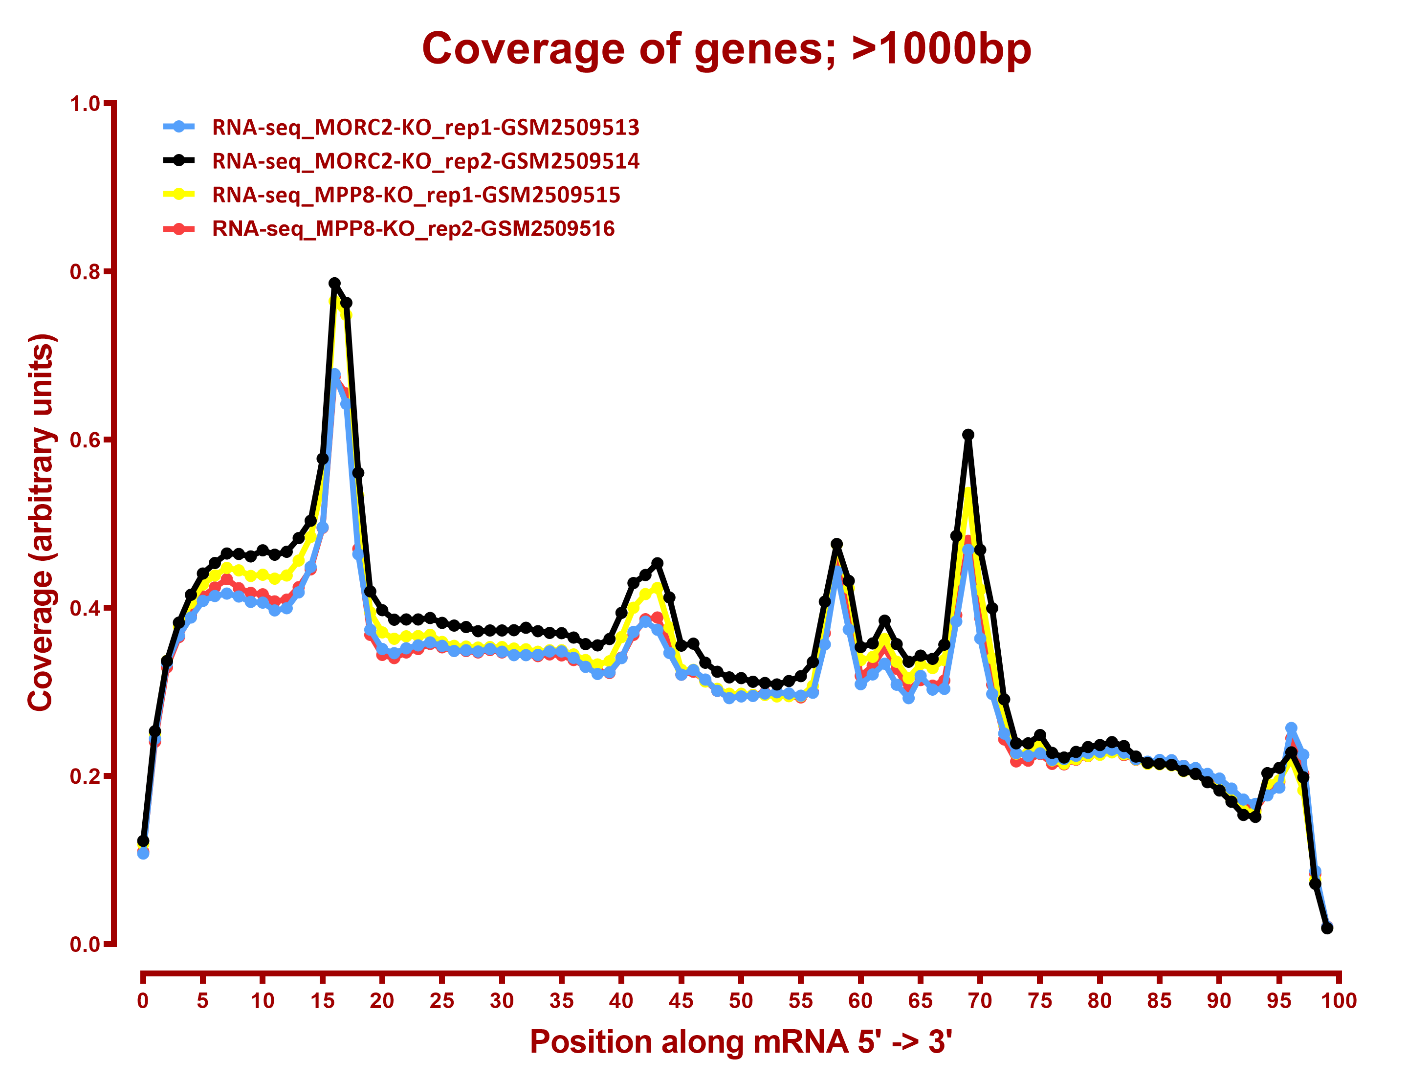 Coverage of genes; >1000bp
1.0
RNA-seq_MORC2-KO_rep1-GSM2509513
RNA-seq_MORC2-KO_rep2-GSM2509514
RNA-seq_MPP8-KO_rep1-GSM2509515
RNA-seq_MPP8-KO_rep2-GSM2509516
0.8
0.6
0.4
0.2
0.0
Coverage (arbitrary units)
0 5 10 15 20 25 30 35 40 45 50 55 60 65 70 75 80 85 90 95 100
Position along mRNA 5' -> 3'